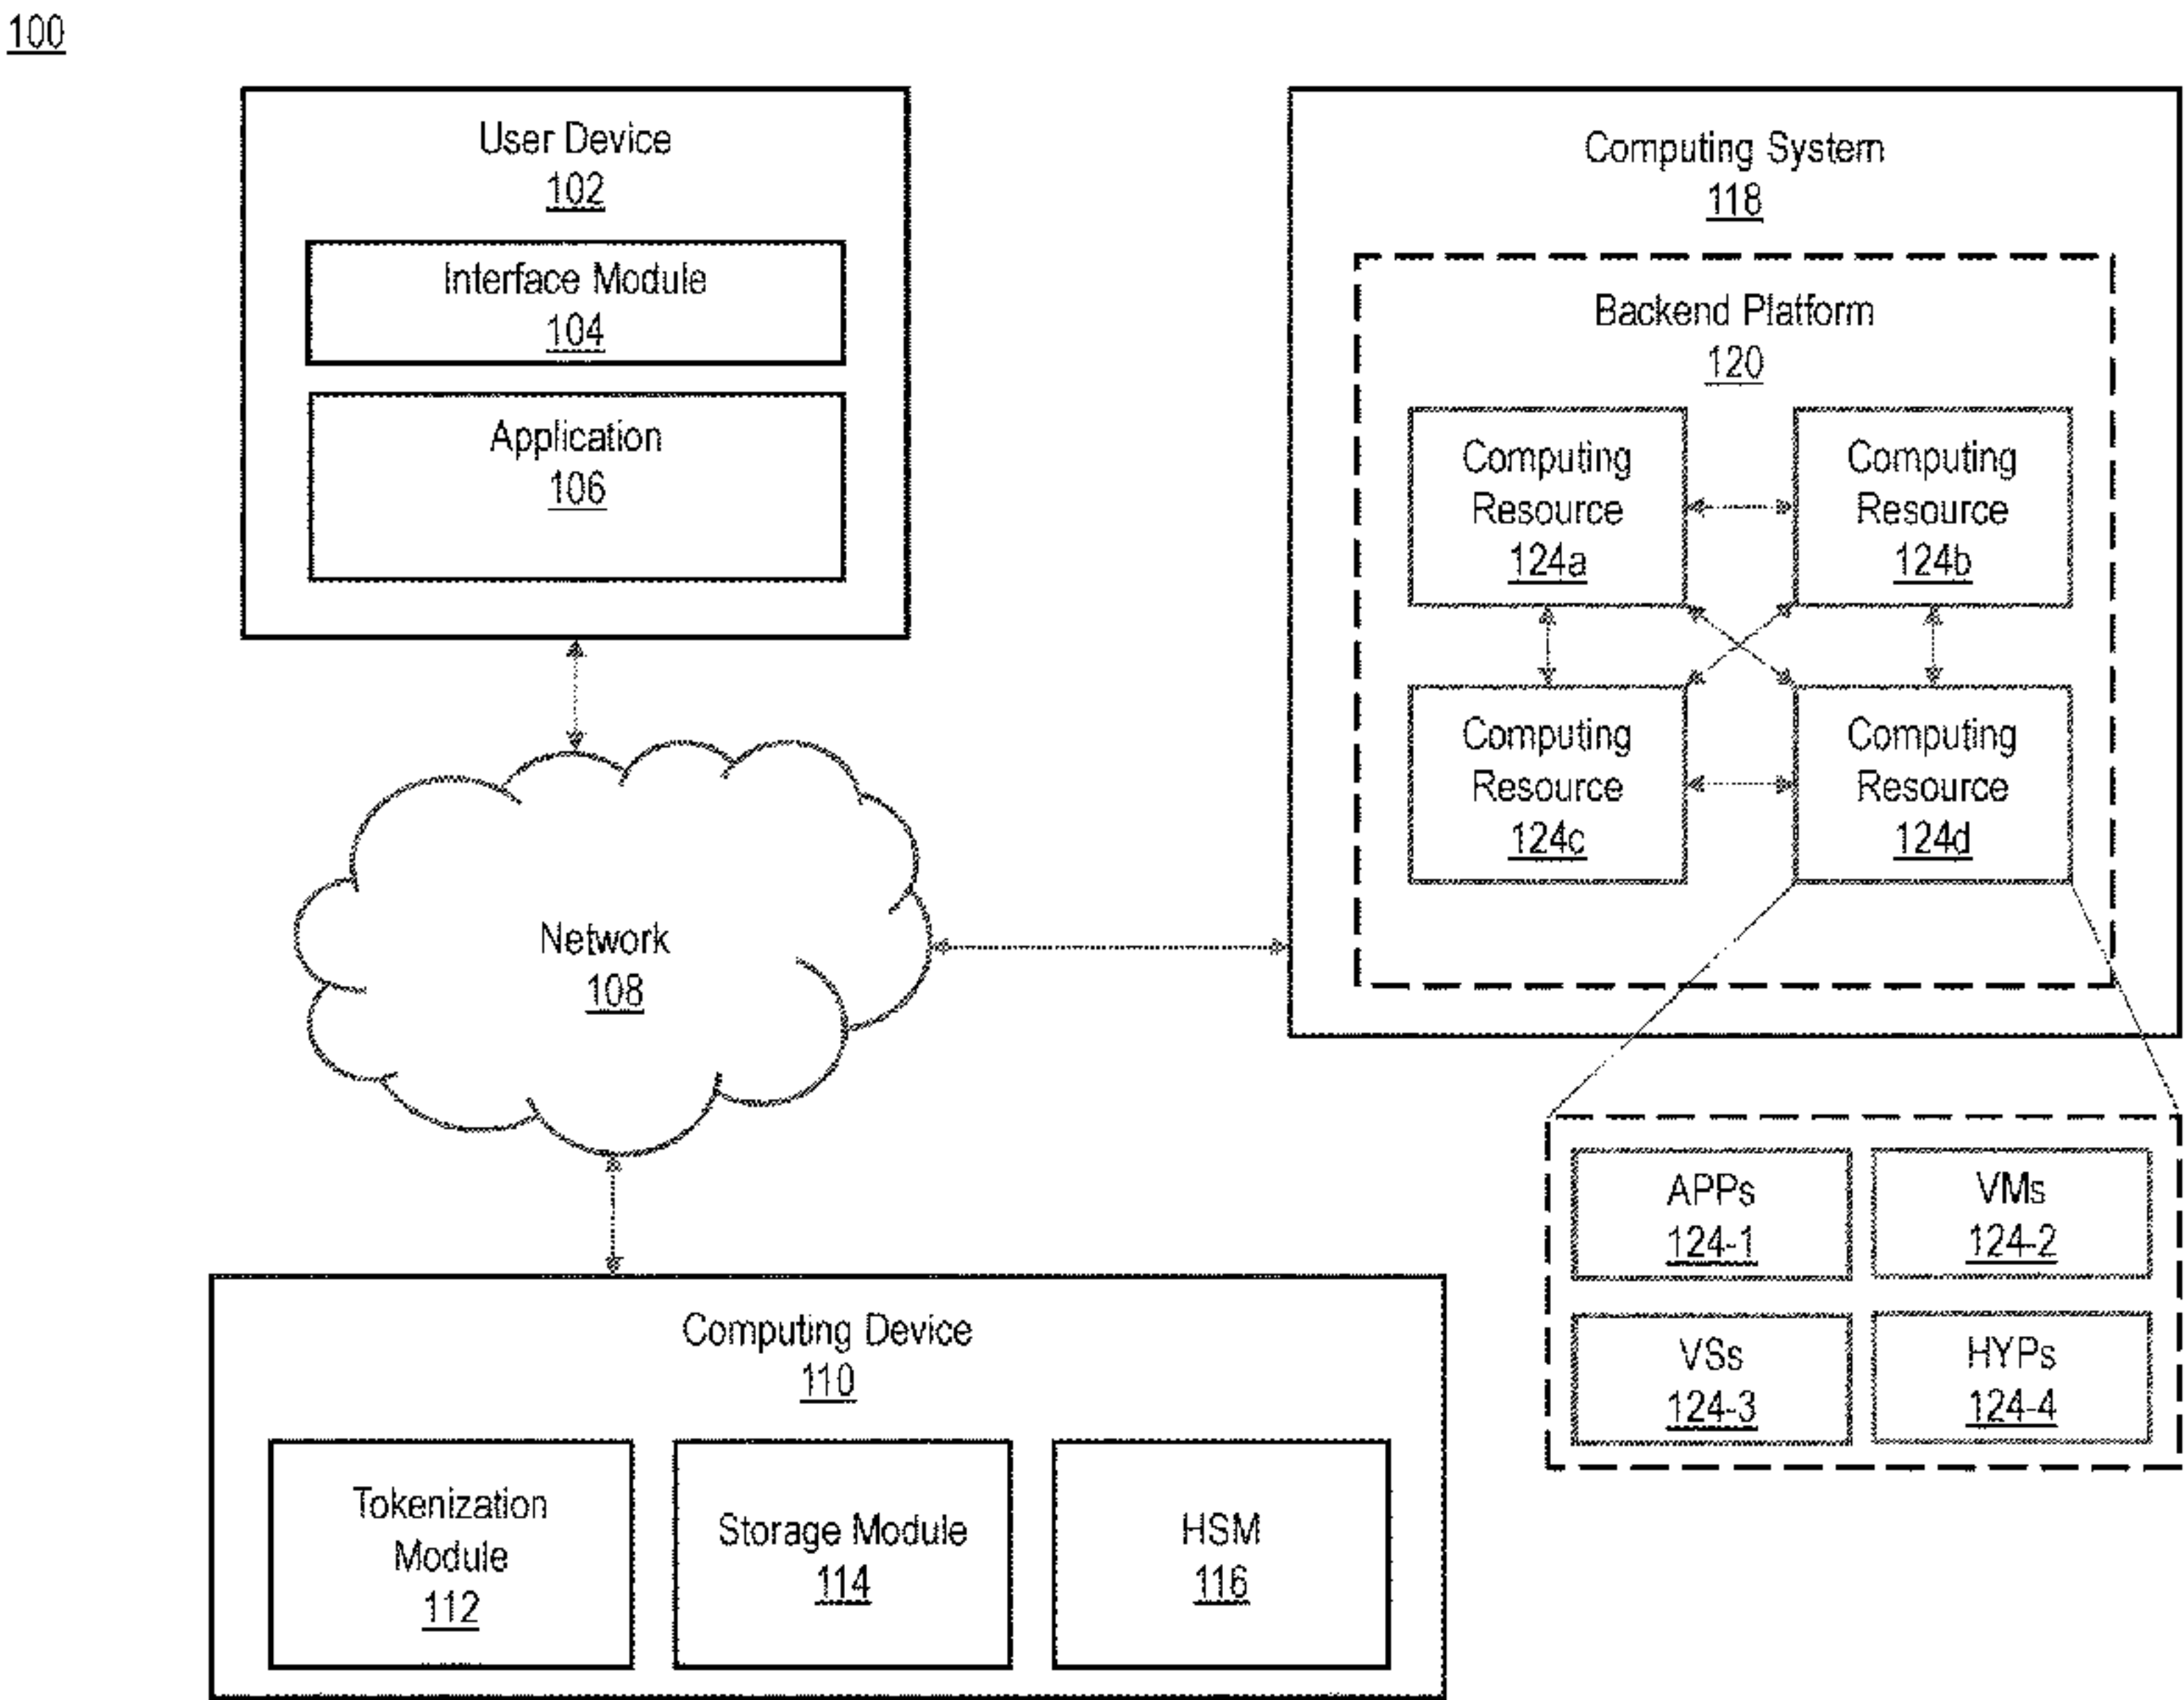 100
User Device
102
Interface Module
104
Application
106
Network
108
Computing System
118
Backend Platform
120
Computing
Resource
124a
Computing
Resource
124b
Computing
Resource
124c
Computing
Resource
124d
APPs
124-1
VMs
124-2
VSs
124-3
HYPs
124-4
Computing Device
110
Tokenization
Module
112
Storage Module
114
HSM
116